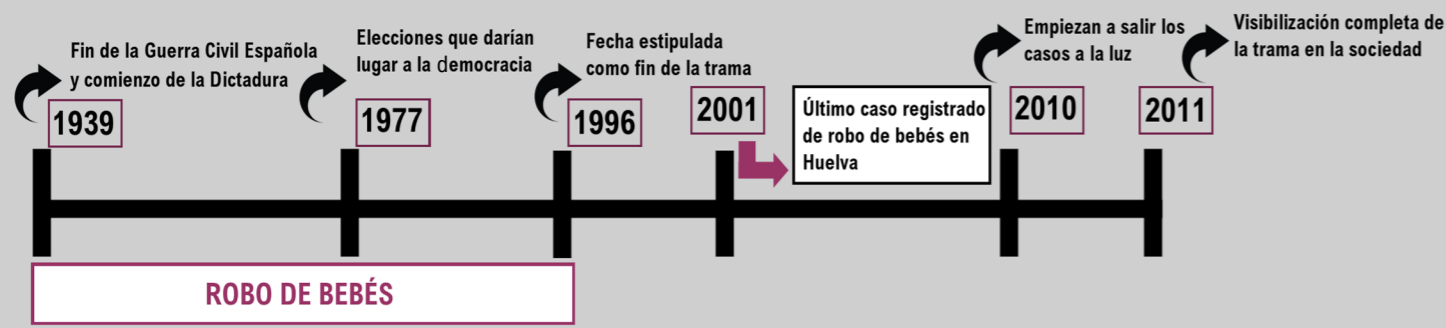 Fin de la Guerra Civil Española
y comienzo de la Dictadura
1939
Elecciones que darían
lugar a la democracia
1977
Fecha estipulada
como fin de la trama
1996
2001
Último caso registrado
de robo de bebés en
Huelva
Empiezan a salir los
casos a la luz
2010
Visibilización completa de
la trama en la sociedad
2011
ROBO DE BEBÉS